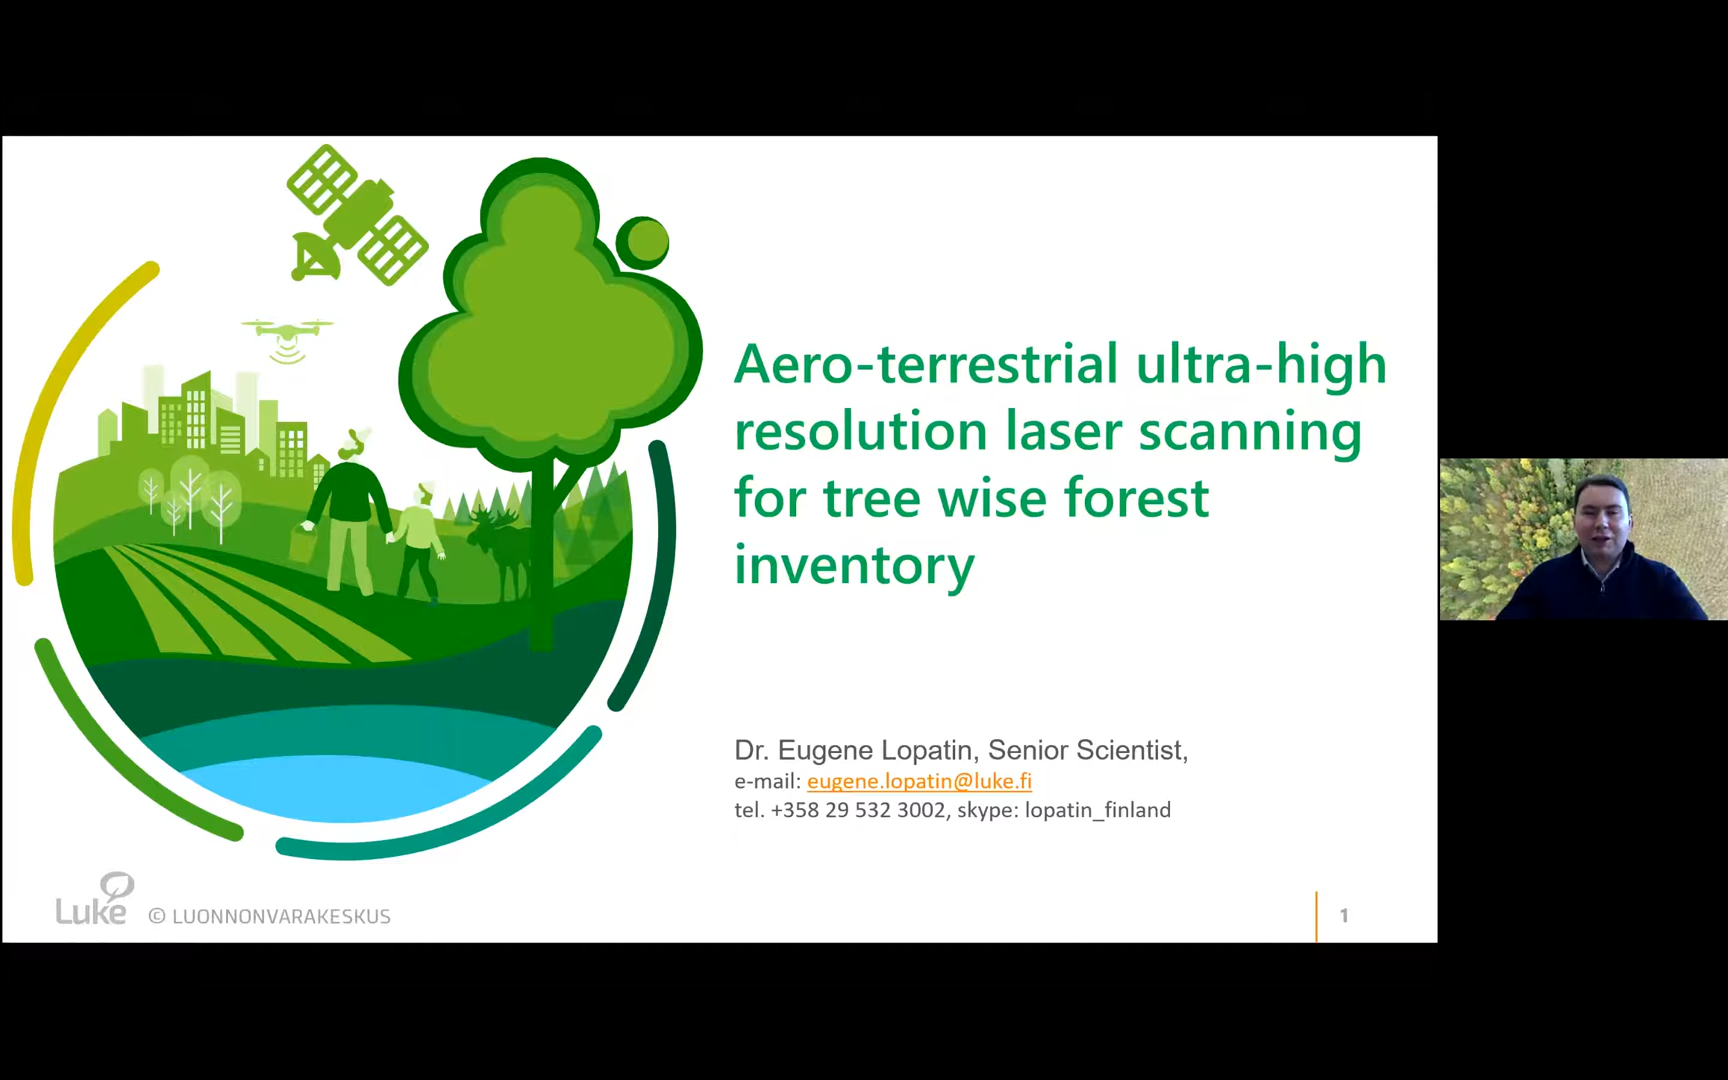 Aero-terrestrial ultra-high
resolution laser scanning
for tree wise forest
inventory
Dr. Eugene Lopatin, Senior Scientist,
e-mail: eugene.lopatin@luke.fi
tel. +358 29 532 3002, skype: lopatin_finland
Luke © LUONNONVARAKESKUS
1